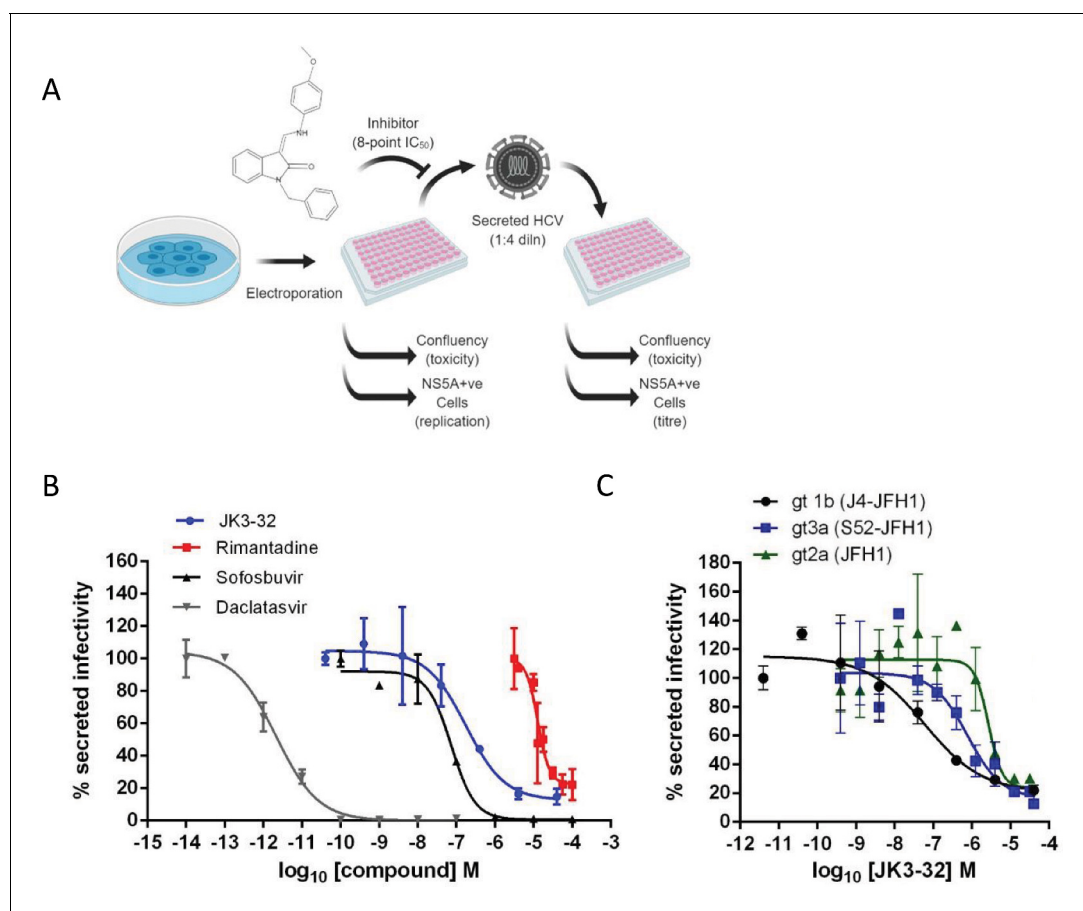 A
O
NH
O
N
Inhibitor
(8-point IC₅₀)
Secreted HCV
(1:4 diln)
Electroporation
Confluency
(toxicity)
NS5A+ve
Cells
(replication)
Confluency
(toxicity)
NS5A+ve
Cells
(titre)
B
JK3-32
Rimantadine
Sofosbuvir
Daclatasvir
% secreted infectivity
160
140
120
100
80
60
40
20
0
-15 -14 -13 -12 -11 -10 -9 -8 -7 -6 -5 -4 -3
log₁₀ [compound] M
C
gt 1b (J4-JFH1)
gt3a (S52-JFH1)
gt2a (JFH1)
% secreted infectivity
180
160
140
120
100
80
60
40
20
0
-12 -11 -10 -9 -8 -7 -6 -5 -4
log₁₀ [JK3-32] M